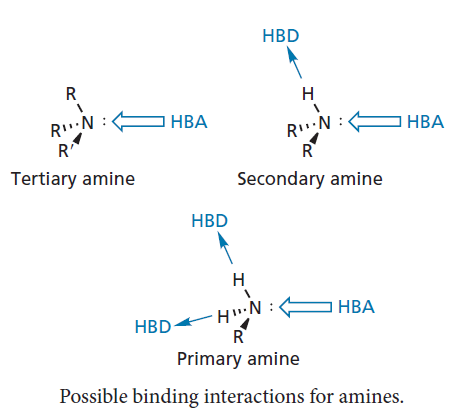 HBD
R
N : HBA
R
R
Tertiary amine
H
N : HBA
R
R
Secondary amine
HBD
H
N : HBA
HBD
H
R
Primary amine
Possible binding interactions for amines.